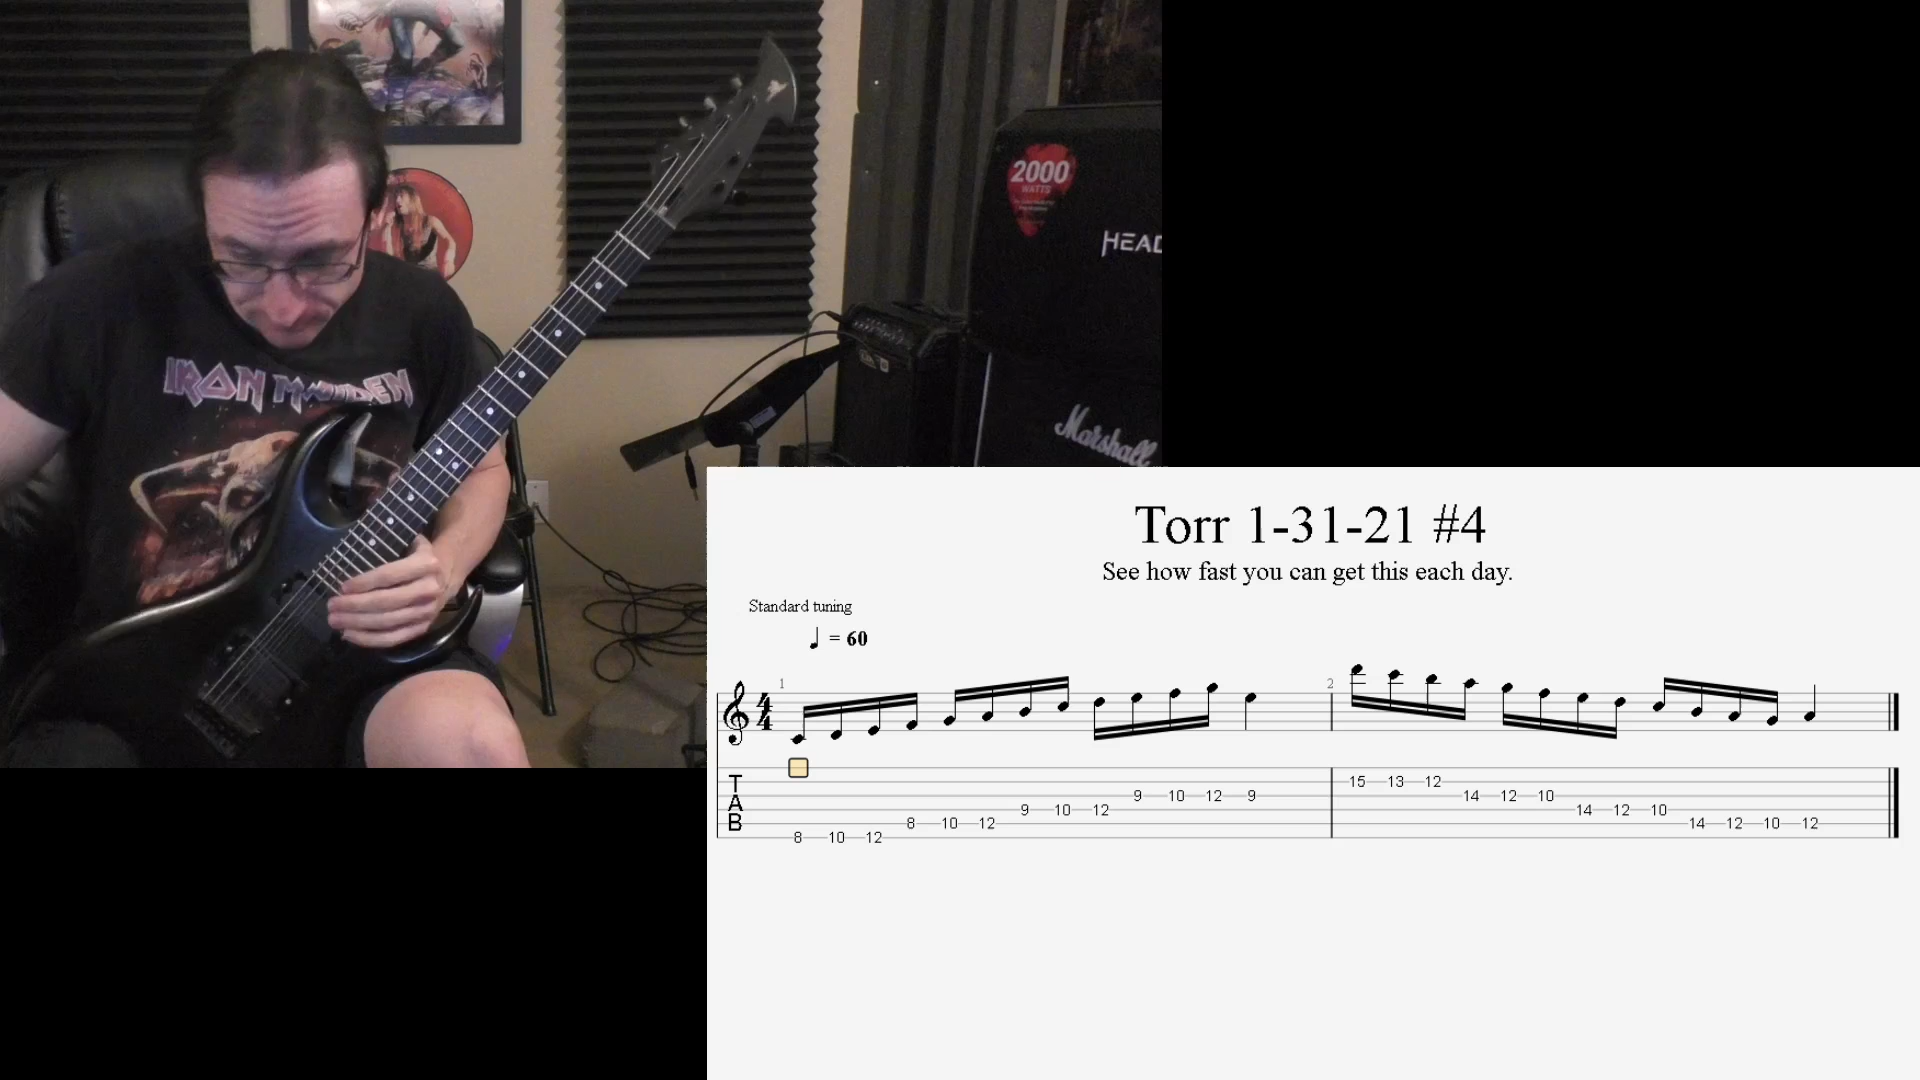 2000
WATTS
HEAD
IRON MAIDEN
Marshall
Torr 1-31-21 #4
See how fast you can get this each day.
Standard tuning
♩ = 60
1 2
4
4
T
A
B
15 13 12
9 10 12 9 14 12 10
9 10 12 14 12 10
8 10 12 14 12 10 12
8 10 12